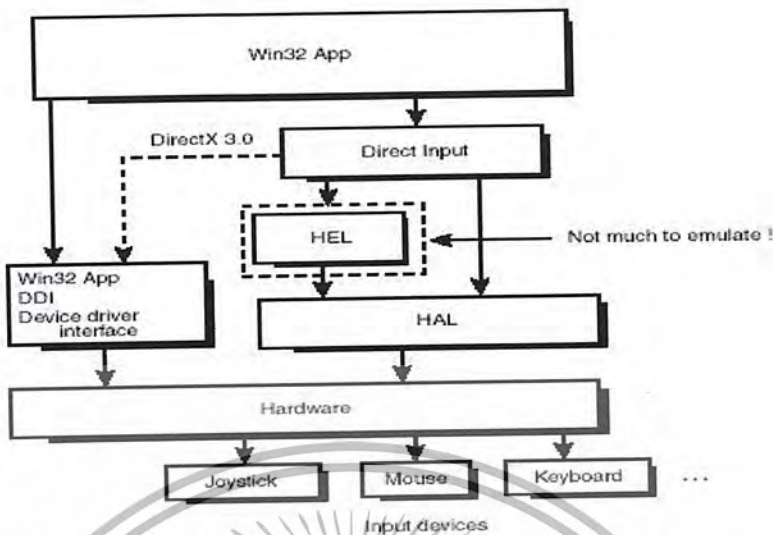 Win32 App
DirectX 3.0
Direct Input
HEL
Not much to emulate !
Win32 App
DDI
Device driver
interface
HAL
Hardware
Joystick
Mouse
Keyboard
...
Input devices